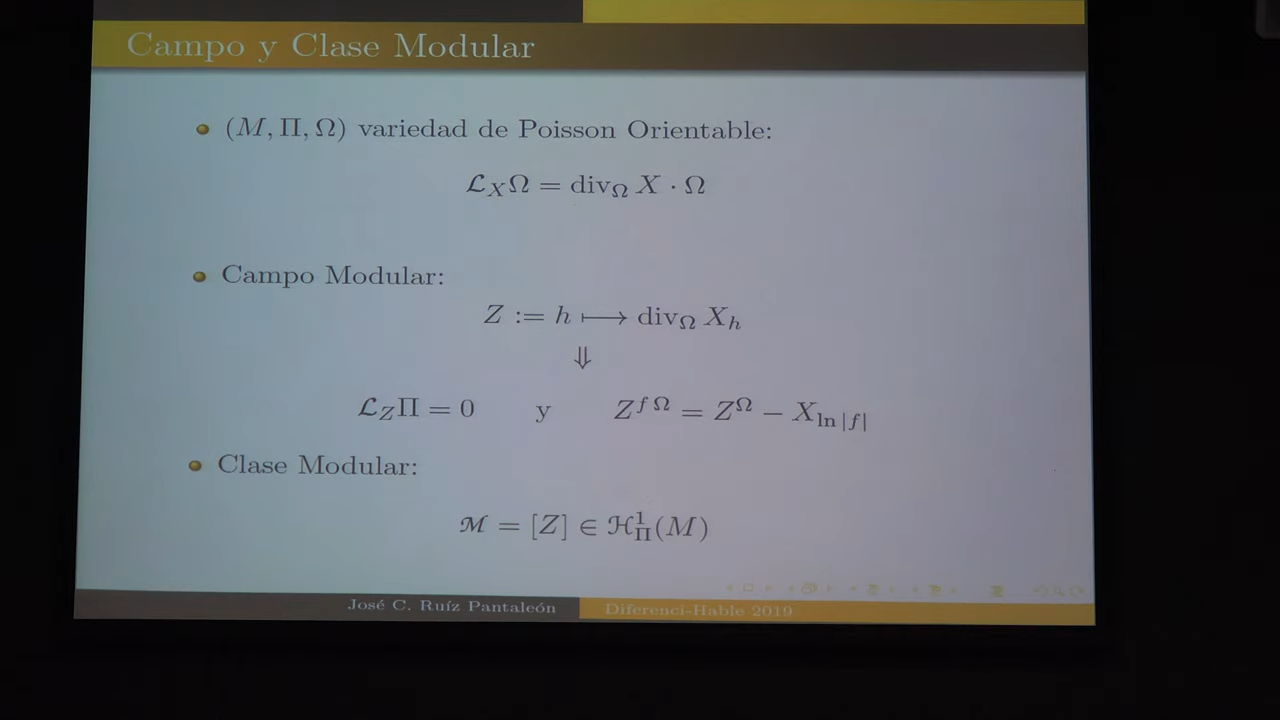 Campo y Clase Modular
(M, Π, Ω) variedad de Poisson Orientable:
ℒ_X Ω = div_Ω X · Ω
Campo Modular:
Z := h ⟼ div_Ω X_h
⇓
ℒ_Z Π = 0 y Z^{f Ω} = Z^Ω − X_{ln |f|}
Clase Modular:
ℳ = [Z] ∈ ℋ^1_Π(M)
José C. Ruíz Pantaleón Diferenci-Hable 2019